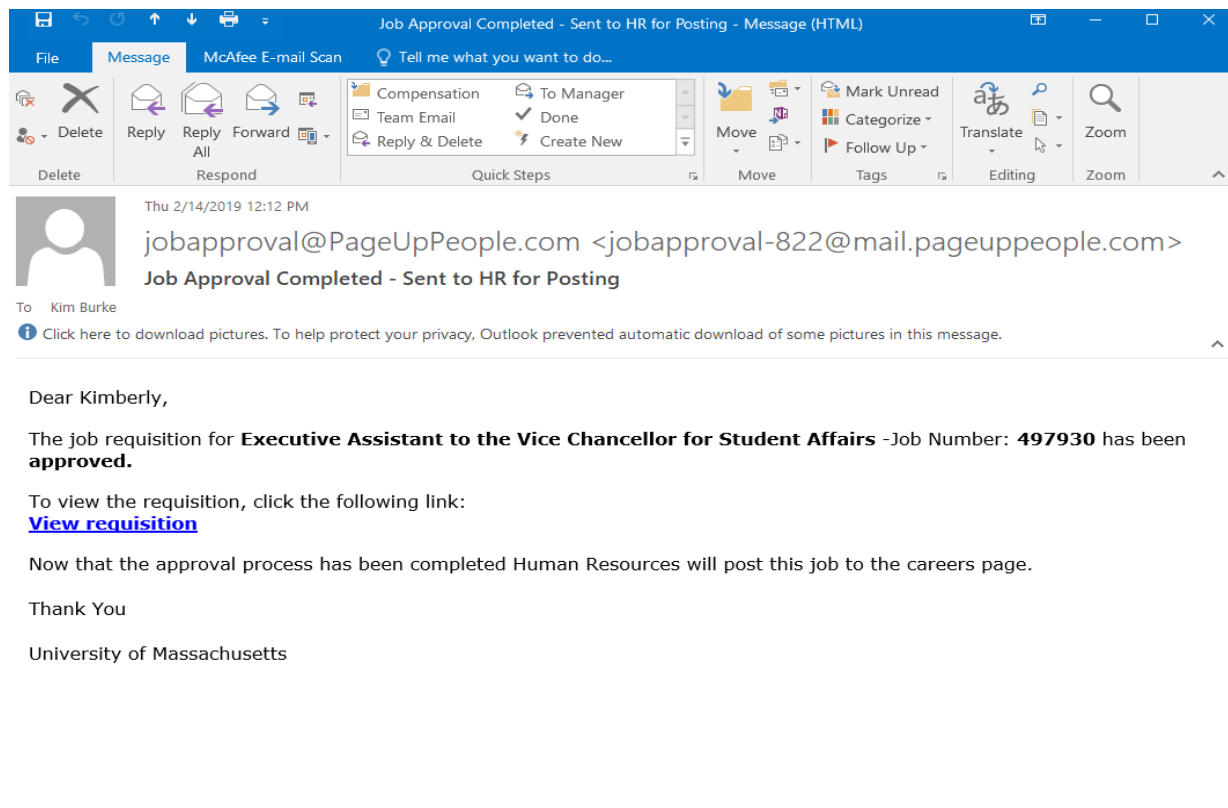 Job Approval Completed - Sent to HR for Posting - Message (HTML)
File Message McAfee E-mail Scan Tell me what you want to do...
Compensation To Manager Mark Unread
Delete Reply Reply All Forward Team Email Done Move Categorize Translate Zoom
Reply & Delete Create New Follow Up
Delete Respond Quick Steps Move Tags Editing Zoom
Thu 2/14/2019 12:12 PM
jobapproval@PageUpPeople.com <jobapproval-822@mail.pageuppeople.com>
Job Approval Completed - Sent to HR for Posting
To Kim Burke
Click here to download pictures. To help protect your privacy, Outlook prevented automatic download of some pictures in this message.
Dear Kimberly,
The job requisition for Executive Assistant to the Vice Chancellor for Student Affairs -Job Number: 497930 has been
approved.
To view the requisition, click the following link:
View requisition
Now that the approval process has been completed Human Resources will post this job to the careers page.
Thank You
University of Massachusetts